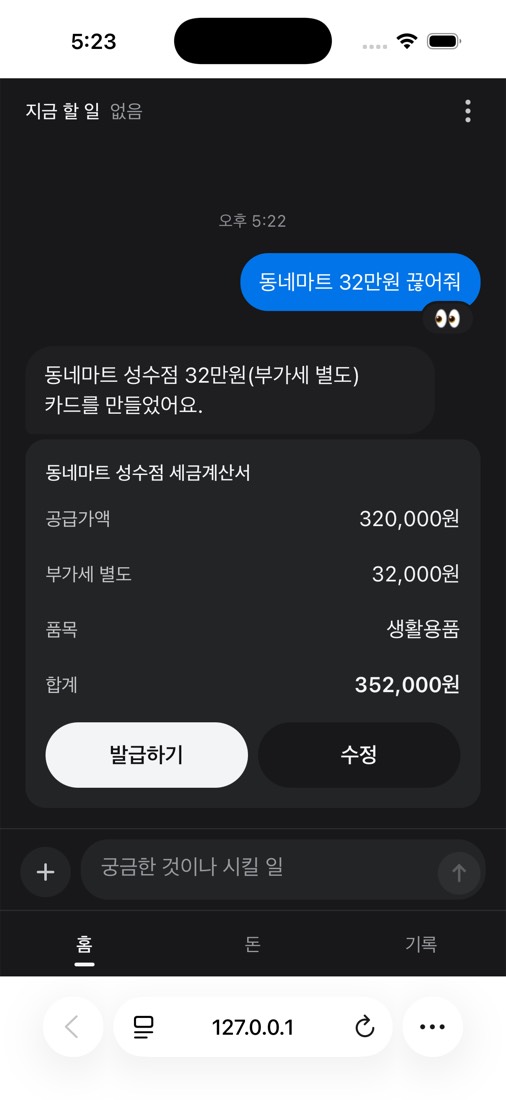 5:23
지금 할 일 없음
오후 5:22
동네마트 32만원 끊어줘
동네마트 성수점 32만원(부가세 별도)
카드를 만들었어요.
동네마트 성수점 세금계산서
공급가액 320,000원
부가세 별도 32,000원
품목 생활용품
합계 352,000원
발급하기 수정
궁금한 것이나 시킬 일
홈 돈 기록
127.0.0.1